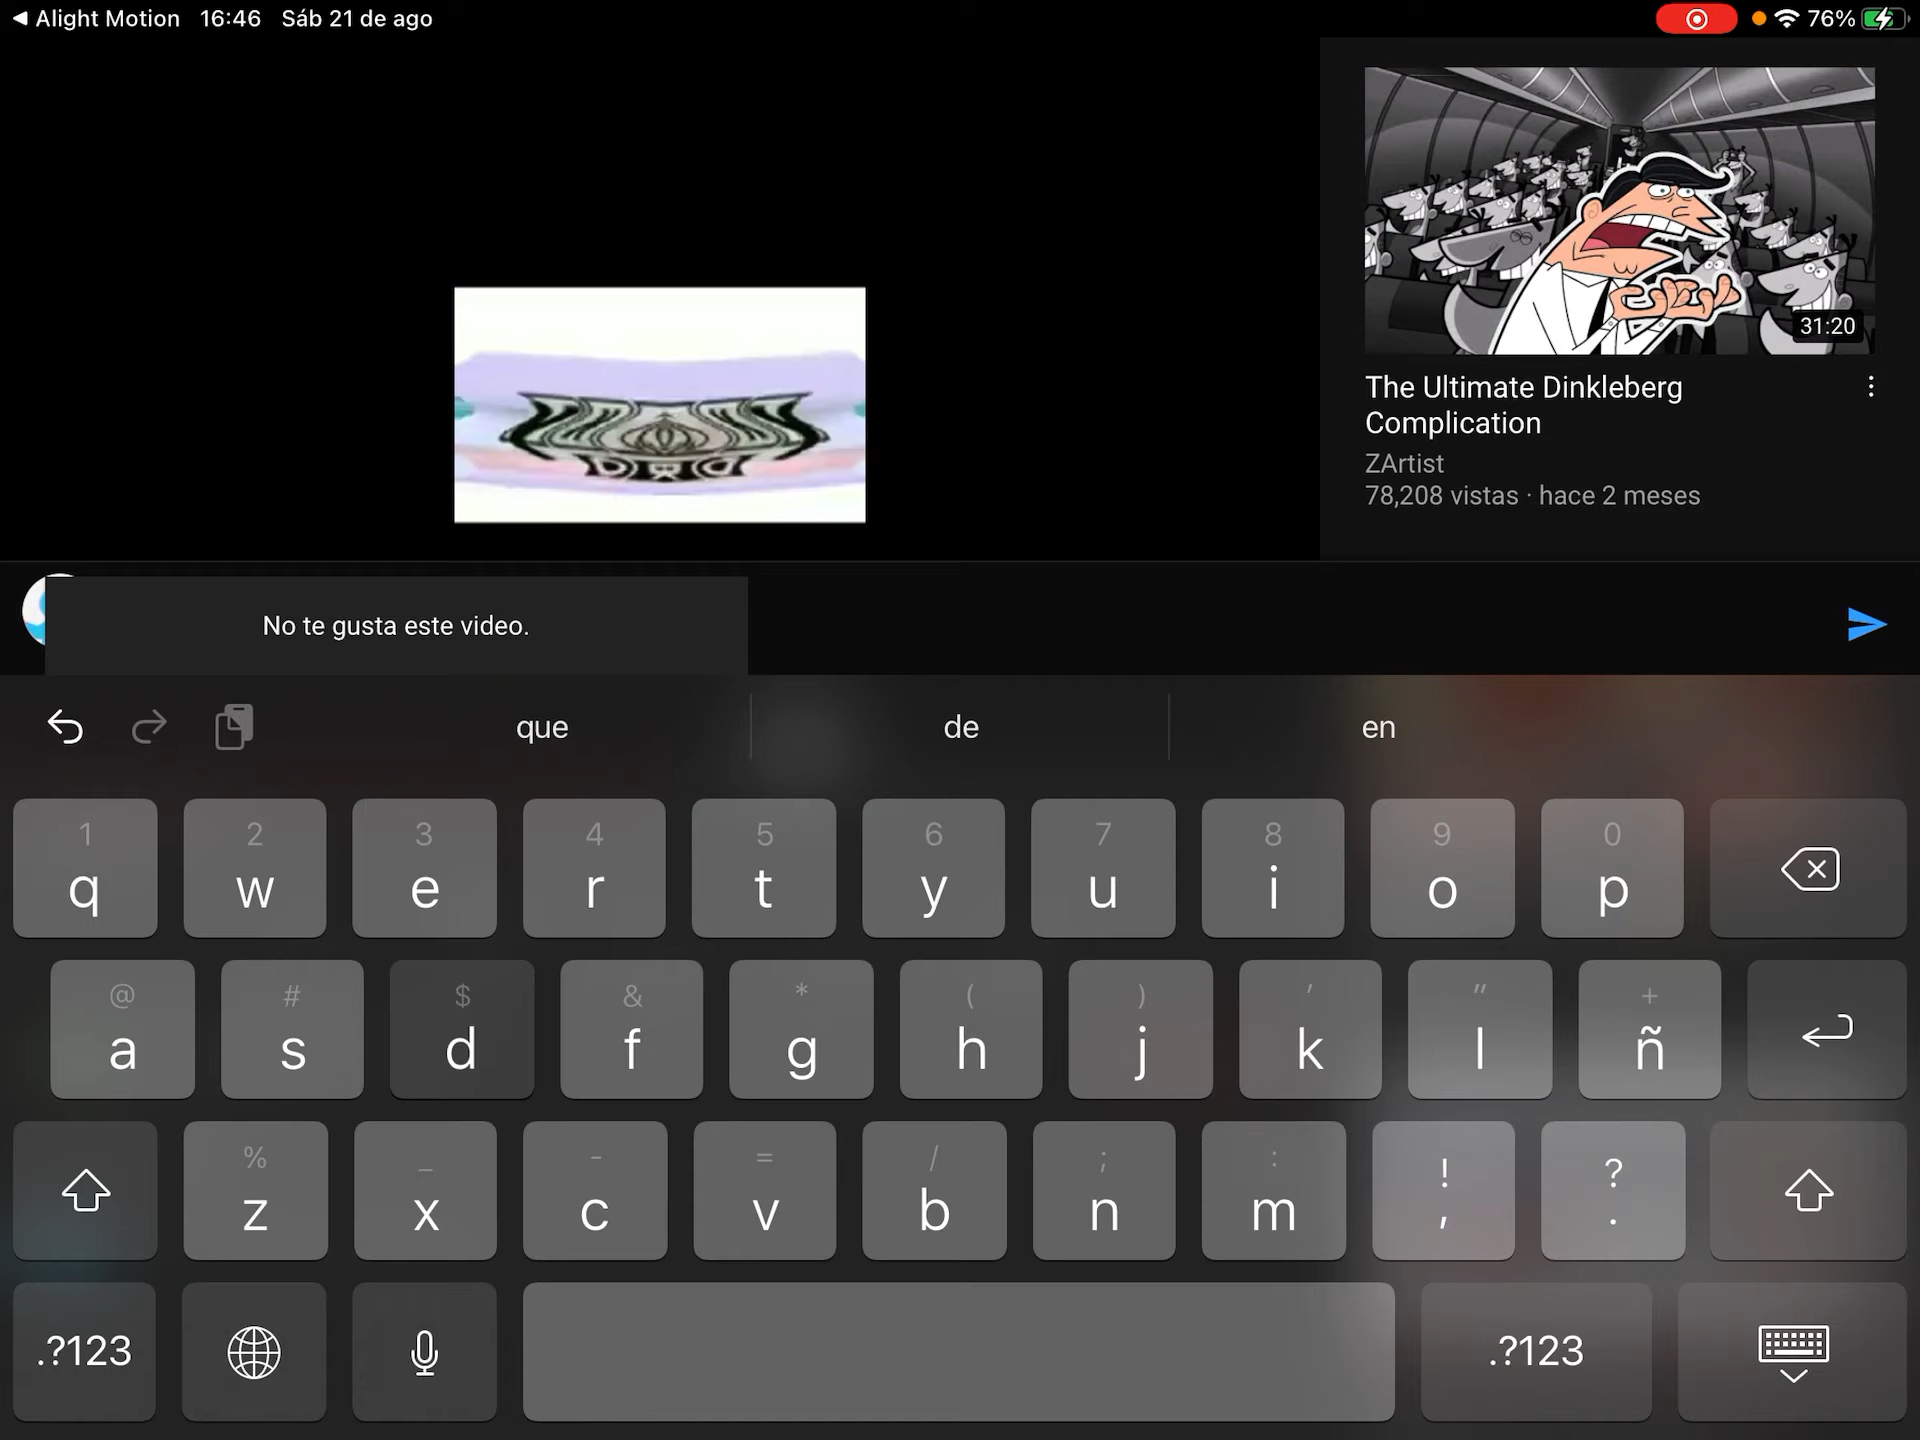 ◀ Alight Motion 16:46 Sáb 21 de ago
76%
31:20
The Ultimate Dinkleberg
Complication
ZArtist
78,208 vistas · hace 2 meses
No te gusta este video.
que de en
1 2 3 4 5 6 7 8 9 0
q w e r t y u i o p
@ # $ & * ( ) ' " +
a s d f g h j k l ñ
% _ - = / ; : ! ?
z x c v b n m , .
.?123 .?123